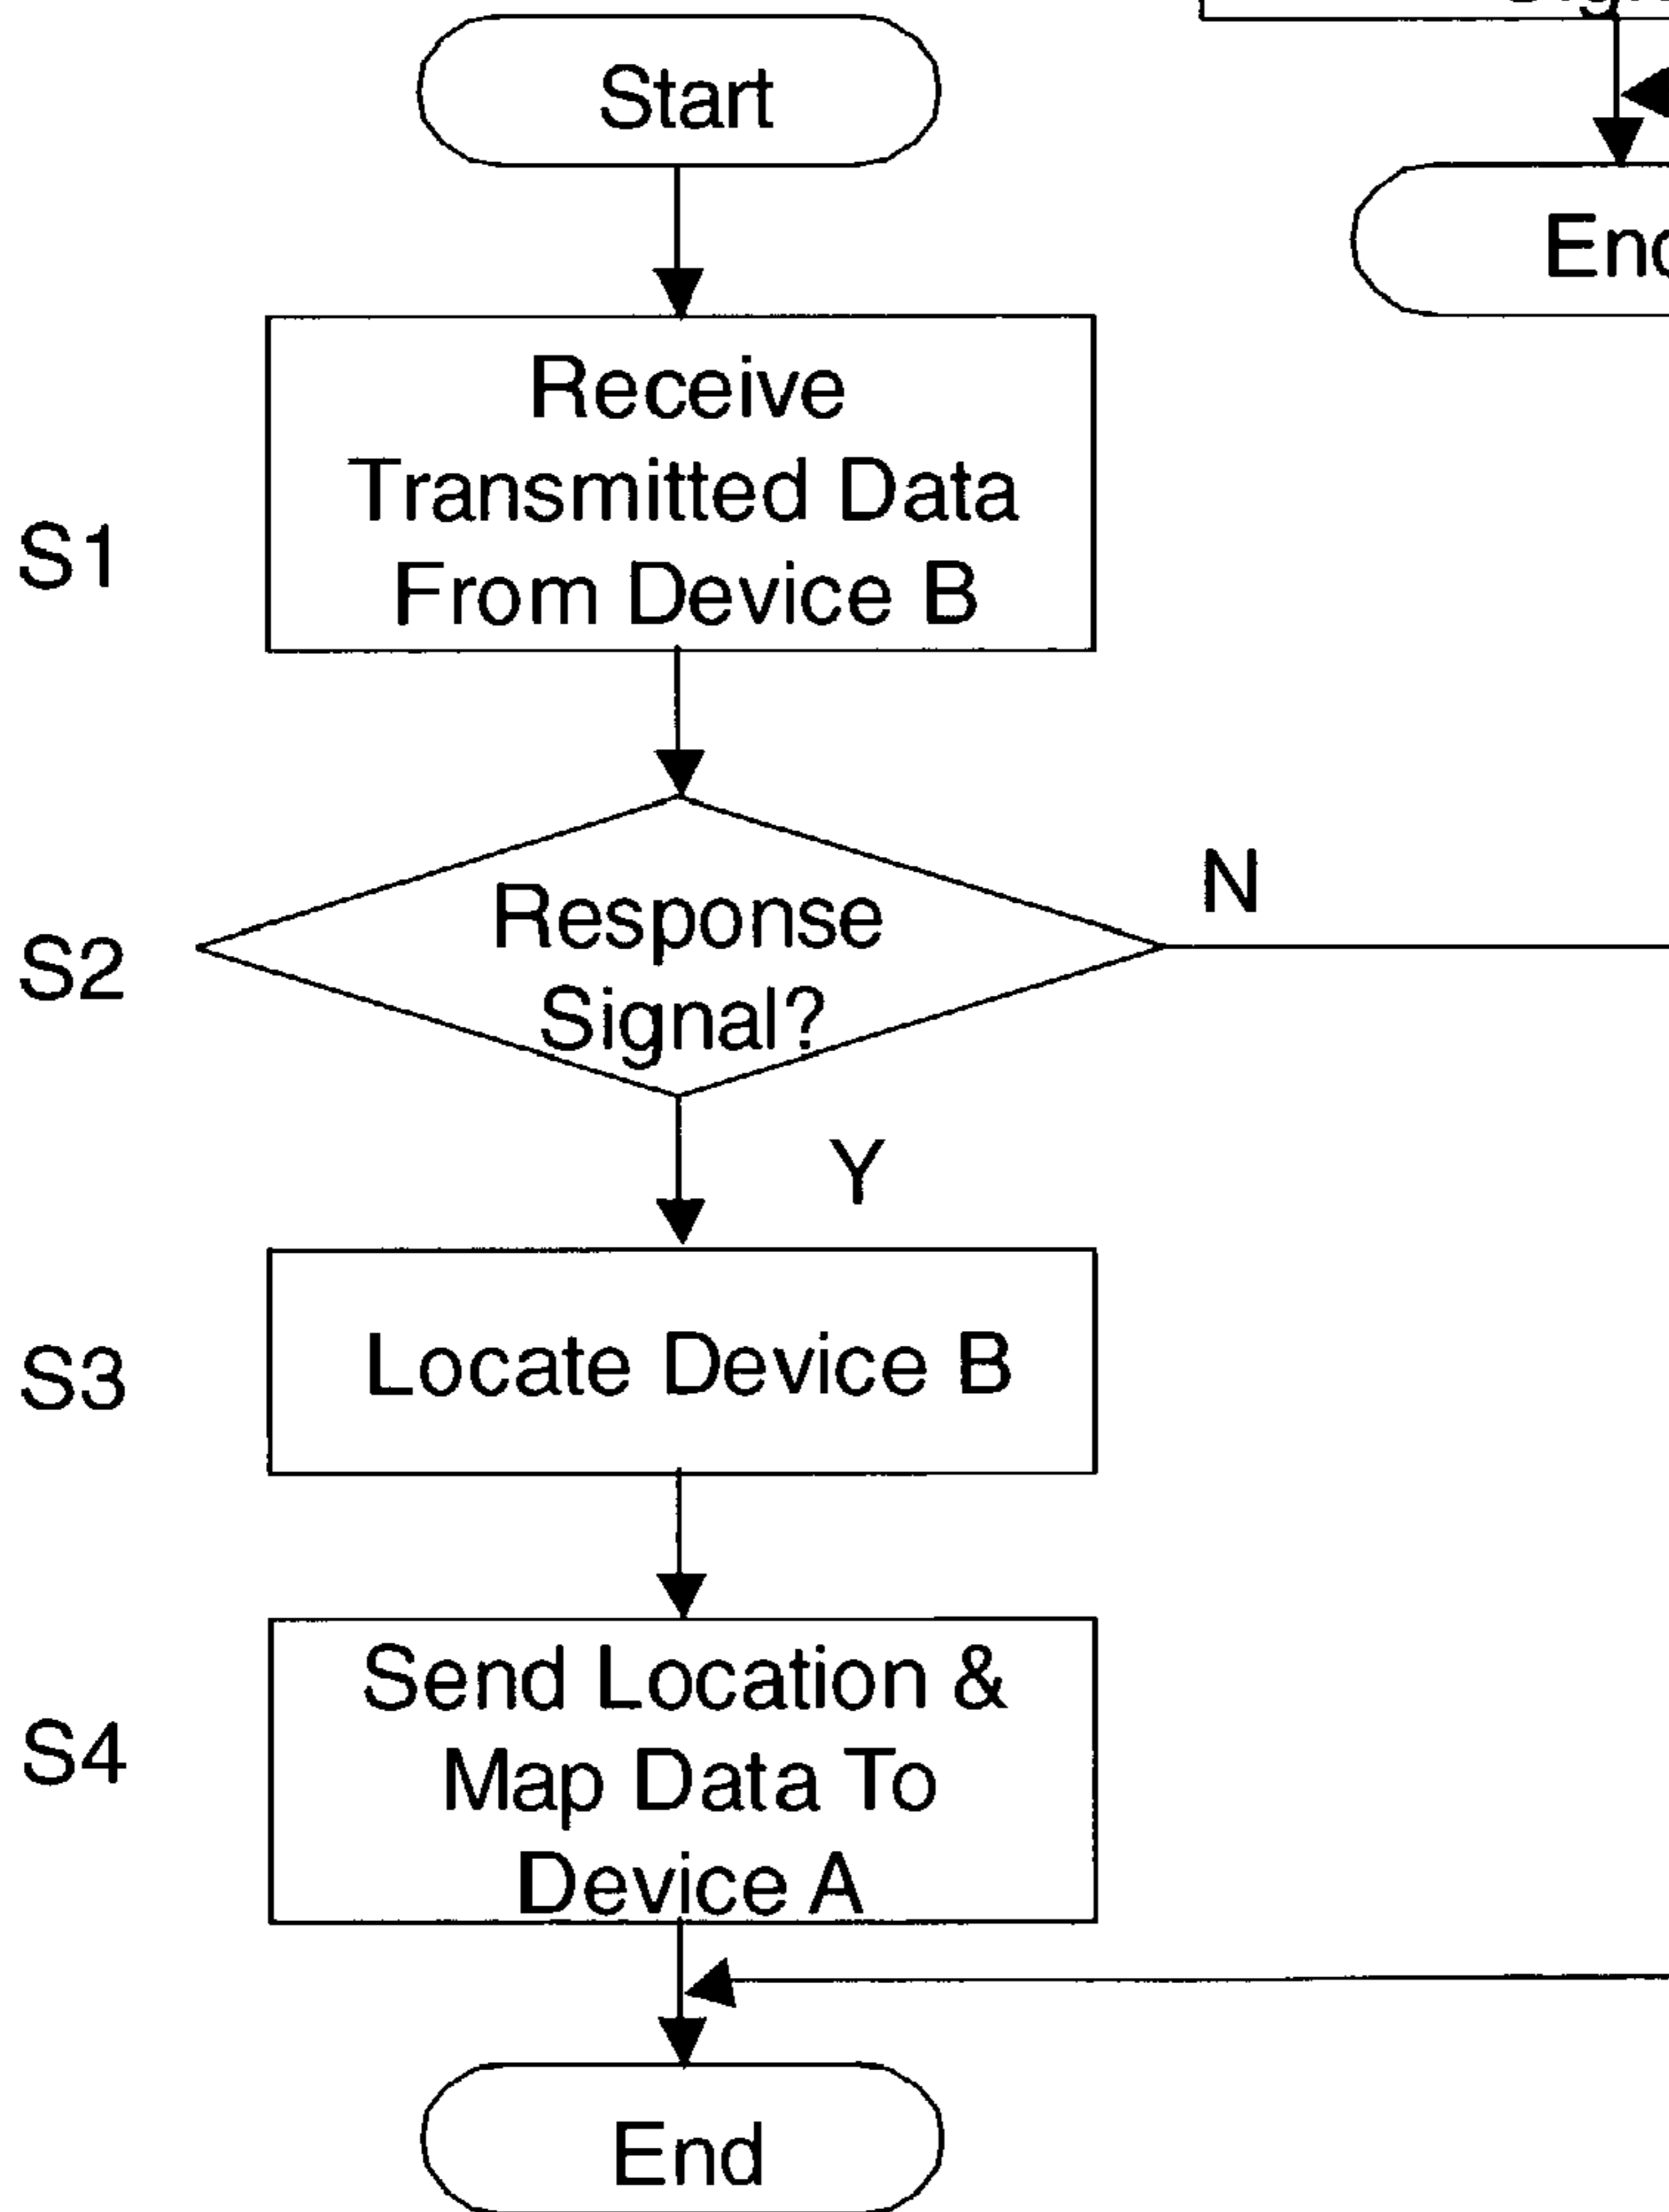 Start
Receive
Transmitted Data
From Device B
S1
Response
Signal?
S2
N
Y
Locate Device B
S3
Send Location &
Map Data To
Device A
S4
End